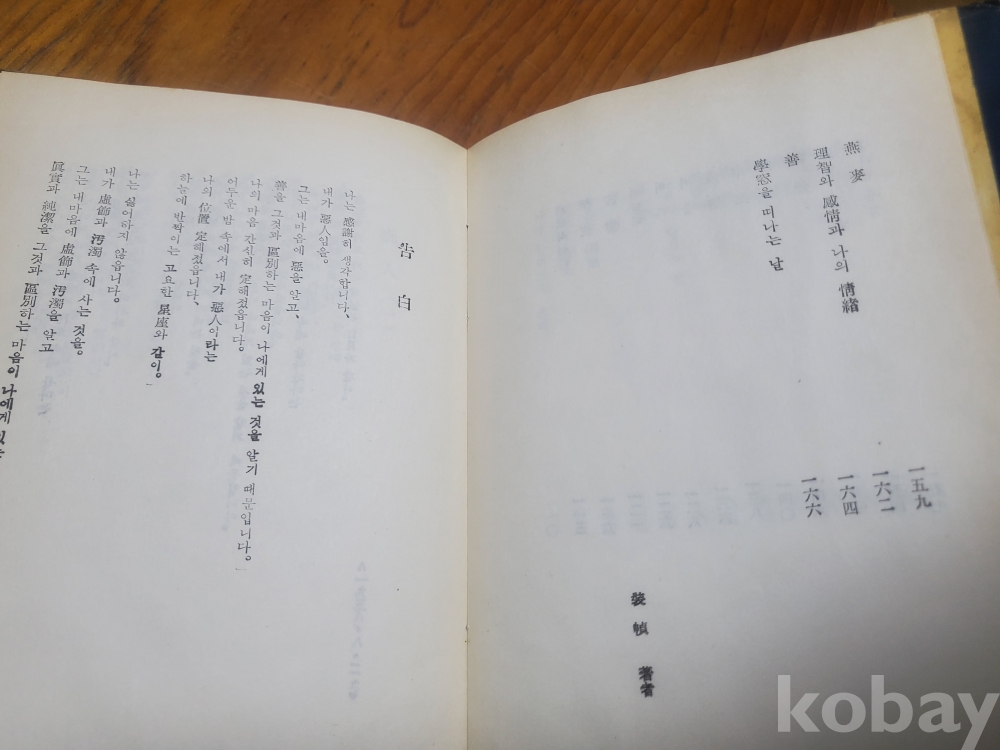 燕麥 一五九
理智와 感情과 나의 情緖 一六二
善 一六四
學窓을 떠나는 날 一六六
裝幀 著者
告白
나는 感謝히 생각합니다、
내가 惡人임을。
그는 내마음에 惡을 알고、
善을 그것과 區別하는 마음이 나에게 있는 것을 알기 때문입니다。
나의 마음 간신히 定해졌읍니다。
어두운 밤 속에서 내가 惡人이라는
나의 位置 定해졌읍니다、
하늘에 반짝이는 고요한 星座와 같이。
나는 싫어하지 않읍니다。
내가 虛飾과 汚濁 속에 사는 것을。
그는 내마음에 虛飾과 汚濁을 알고
眞實과 純潔을 그것과 區別하는 마음이 나에게 있는
kobay